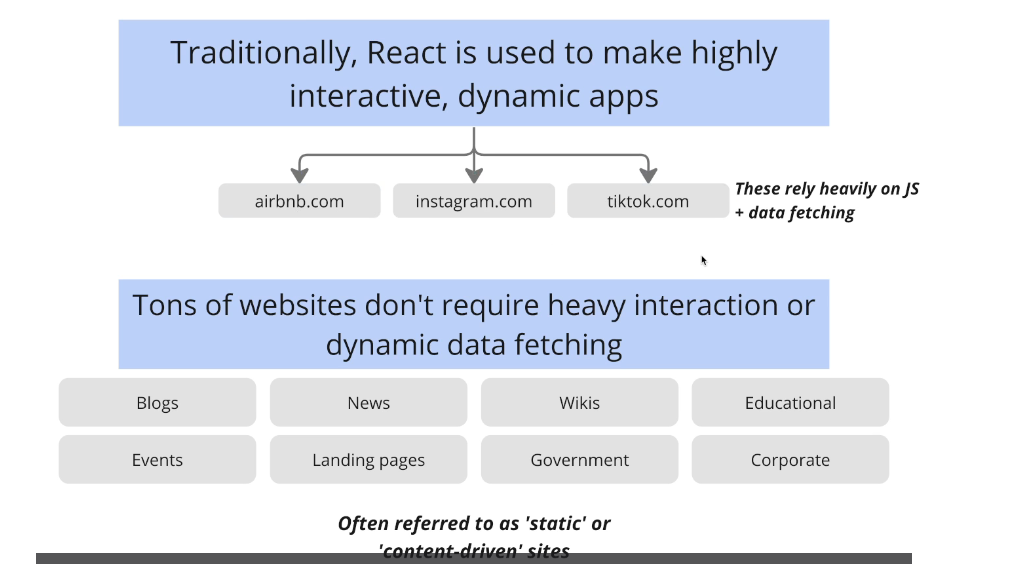 Traditionally, React is used to make highly
interactive, dynamic apps
airbnb.com
instagram.com
tiktok.com
These rely heavily on JS
+ data fetching
Tons of websites don't require heavy interaction or
dynamic data fetching
Blogs
News
Wikis
Educational
Events
Landing pages
Government
Corporate
Often referred to as 'static' or
'content-driven' sites